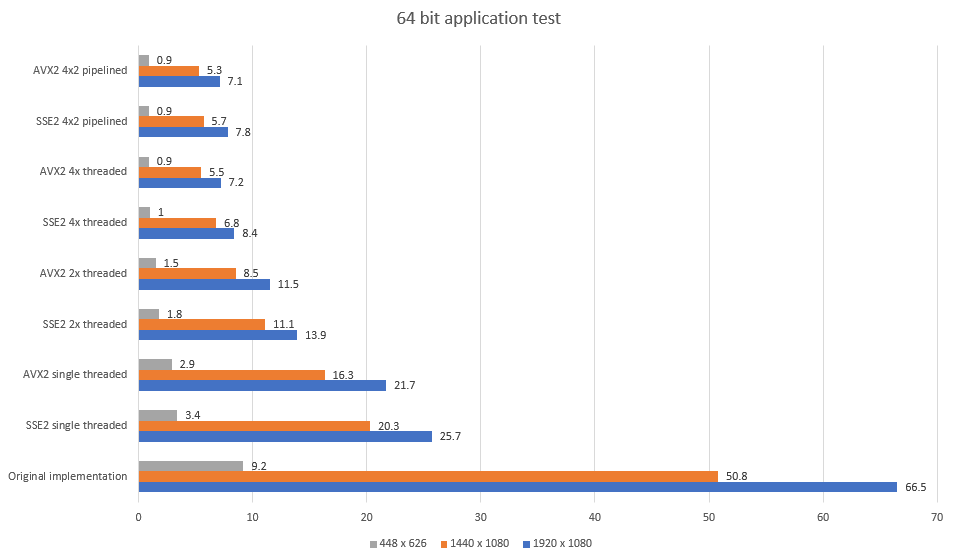 64 bit application test
AVX2 4x2 pipelined
0.9
5.3
7.1
SSE2 4x2 pipelined
0.9
5.7
7.8
AVX2 4x threaded
0.9
5.5
7.2
SSE2 4x threaded
1
6.8
8.4
AVX2 2x threaded
1.5
8.5
11.5
SSE2 2x threaded
1.8
11.1
13.9
AVX2 single threaded
2.9
16.3
21.7
SSE2 single threaded
3.4
20.3
25.7
Original implementation
9.2
50.8
66.5
0 10 20 30 40 50 60 70
448 x 626 1440 x 1080 1920 x 1080